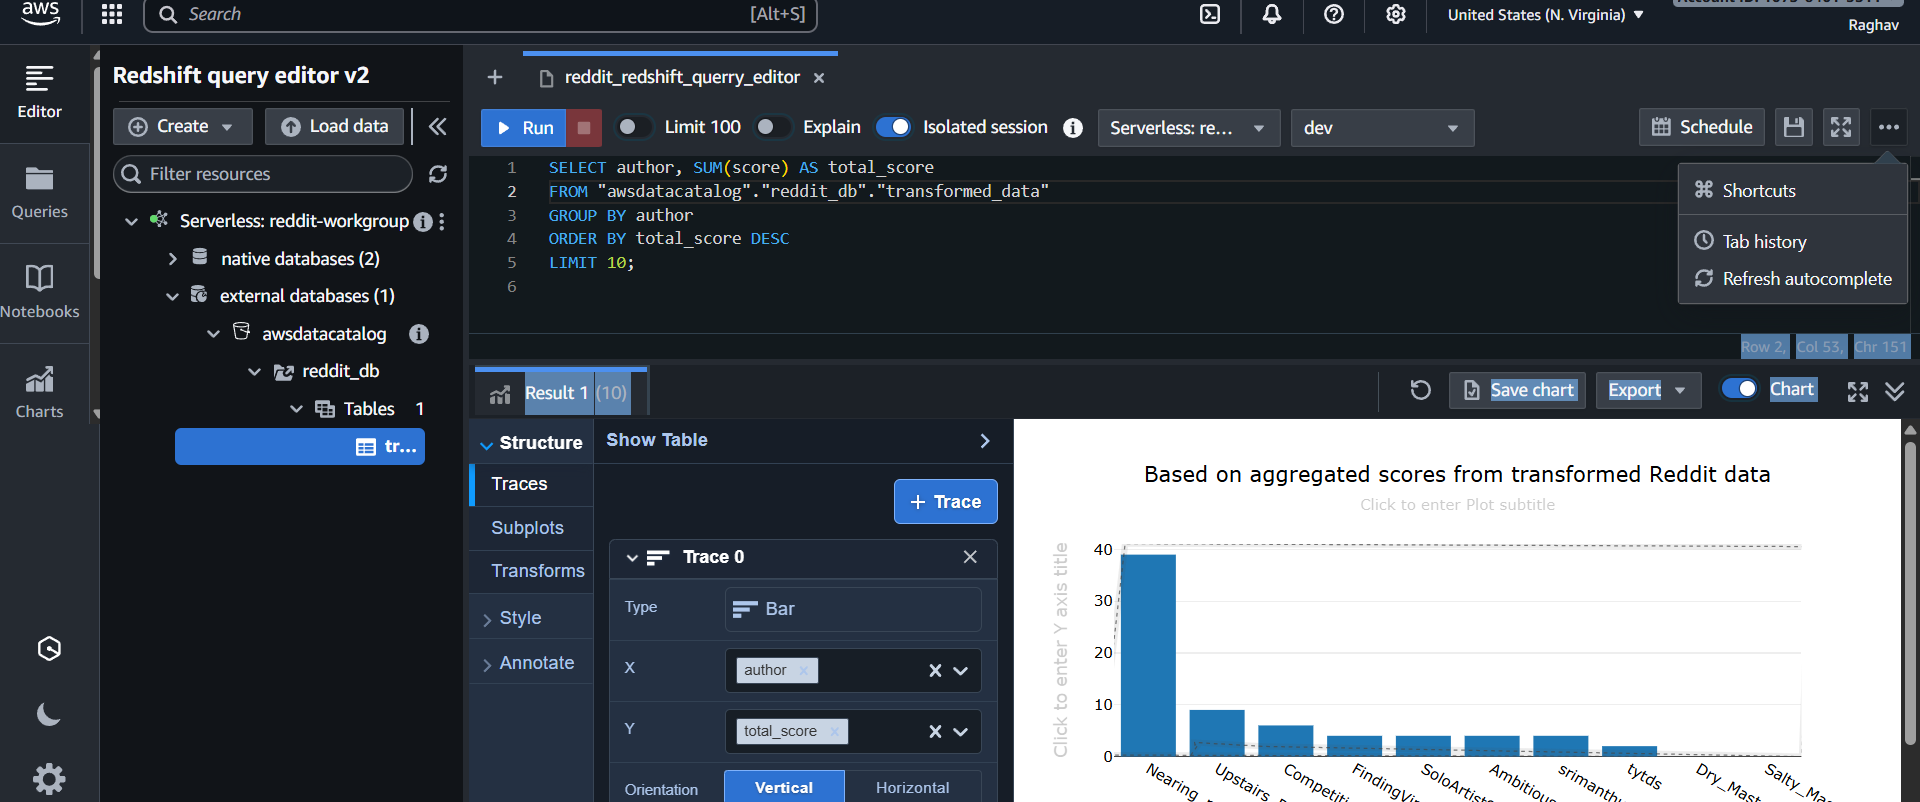 aws
Search
[Alt+S]
United States (N. Virginia)
Raghav
Editor
Queries
Notebooks
Charts
Redshift query editor v2
Create
Load data
Filter resources
Serverless: reddit-workgroup
native databases (2)
external databases (1)
awsdatacatalog
reddit_db
Tables 1
tr...
reddit_redshift_querry_editor
Run
Limit 100
Explain
Isolated session
Serverless: re...
dev
Schedule
1 SELECT author, SUM(score) AS total_score
2 FROM "awsdatacatalog"."reddit_db"."transformed_data"
3 GROUP BY author
4 ORDER BY total_score DESC
5 LIMIT 10;
6
Shortcuts
Tab history
Refresh autocomplete
Row 2, Col 53, Chr 151
Result 1 (10)
Save chart
Export
Chart
Structure
Traces
Subplots
Transforms
Style
Annotate
Show Table
+ Trace
Trace 0
Type
Bar
X
author
Y
total_score
Orientation
Vertical
Horizontal
Based on aggregated scores from transformed Reddit data
Click to enter Plot subtitle
Click to enter Y axis title
40
30
20
10
0
Nearing_
Upstairs_
Competiti
FindingVi
SoloArtist
Ambitious
srimanth
tytds
Dry_Mast
Salty_Ma